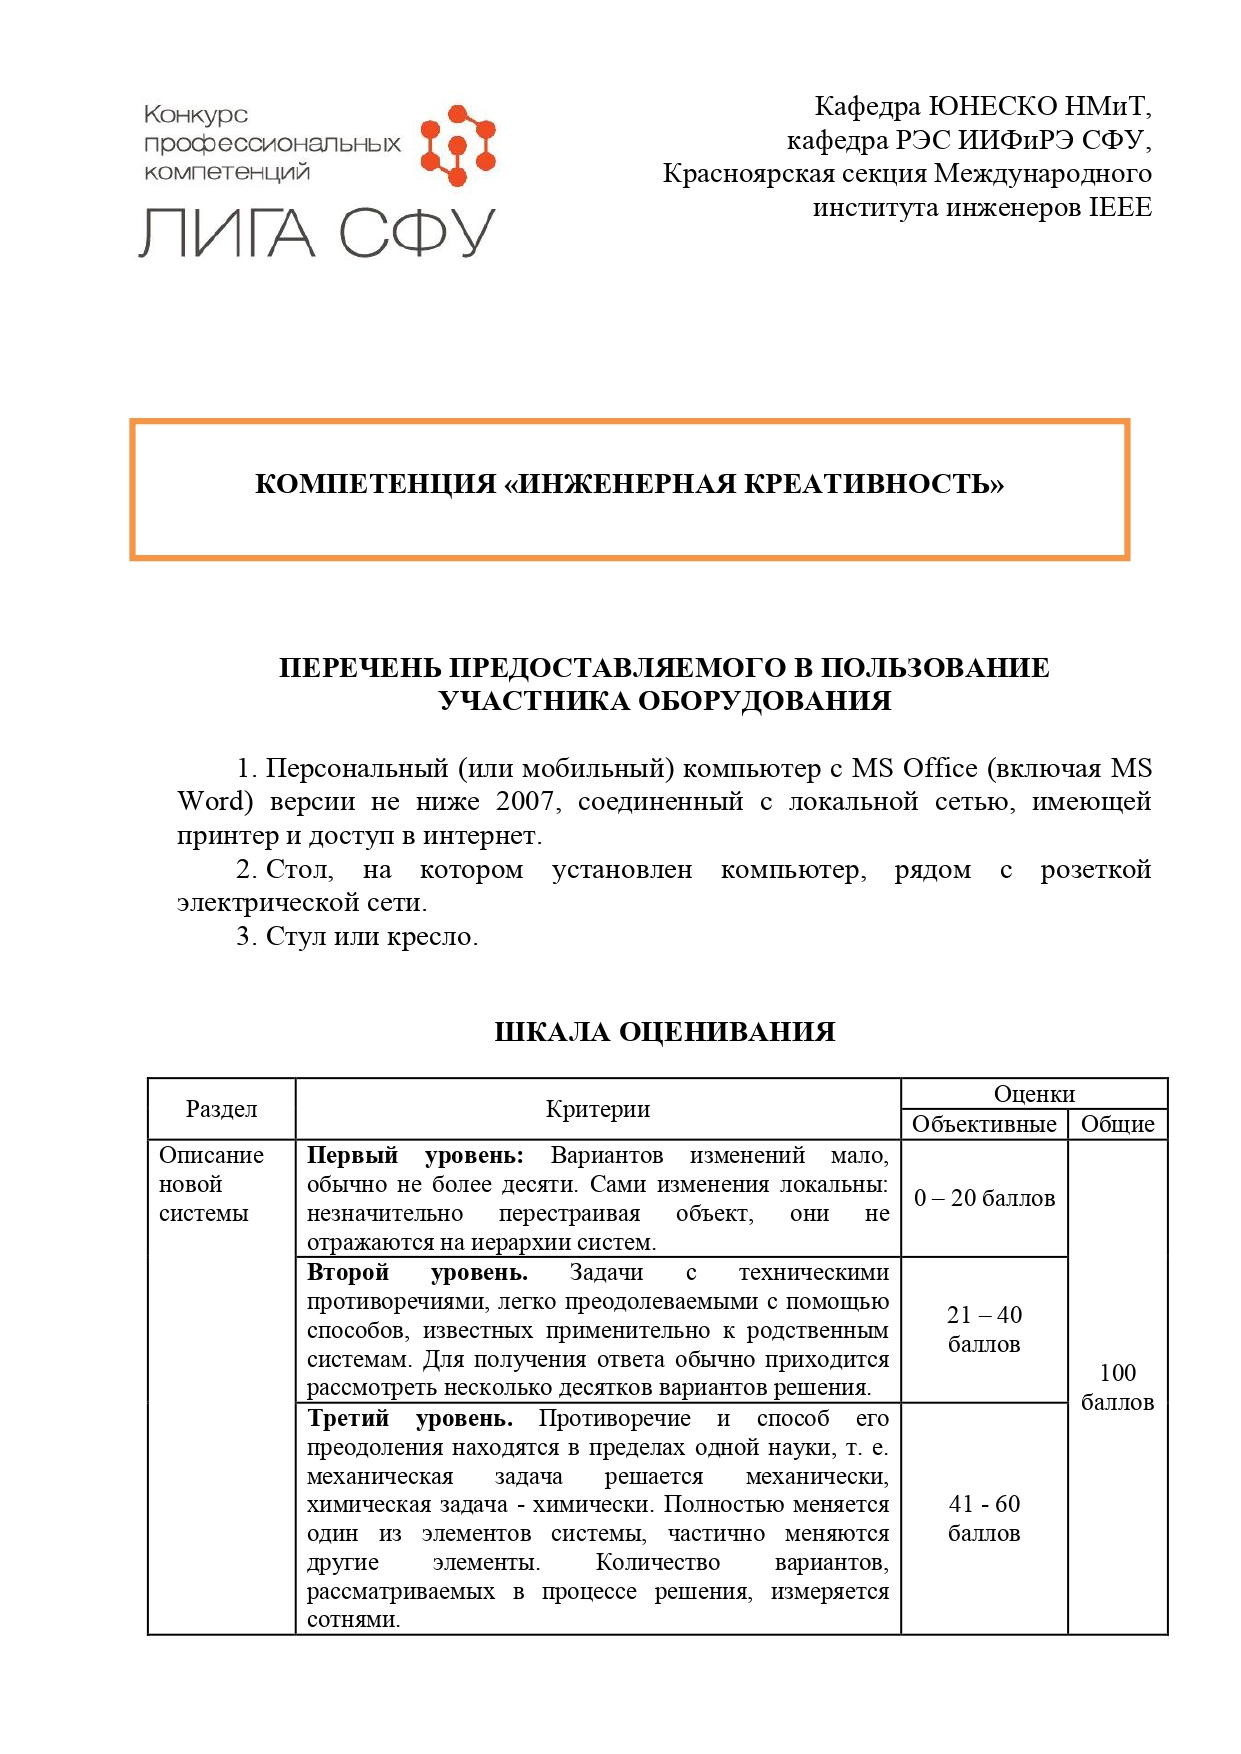 Конкурс
профессиональных
компетенций
ЛИГА СФУ
Кафедра ЮНЕСКО НМиТ,
кафедра РЭС ИИФиРЭ СФУ,
Красноярская секция Международного
института инженеров IEEE
КОМПЕТЕНЦИЯ «ИНЖЕНЕРНАЯ КРЕАТИВНОСТЬ»
ПЕРЕЧЕНЬ ПРЕДОСТАВЛЯЕМОГО В ПОЛЬЗОВАНИЕ
УЧАСТНИКА ОБОРУДОВАНИЯ
1. Персональный (или мобильный) компьютер с MS Office (включая MS
Word) версии не ниже 2007, соединенный с локальной сетью, имеющей
принтер и доступ в интернет.
2. Стол, на котором установлен компьютер, рядом с розеткой
электрической сети.
3. Стул или кресло.
ШКАЛА ОЦЕНИВАНИЯ
Раздел
Критерии
Оценки
Объективные
Общие
Описание
новой
системы
Первый уровень: Вариантов изменений мало,
обычно не более десяти. Сами изменения локальны:
незначительно перестраивая объект, они не
отражаются на иерархии систем.
0 – 20 баллов
Второй уровень. Задачи с техническими
противоречиями, легко преодолеваемыми с помощью
способов, известных применительно к родственным
системам. Для получения ответа обычно приходится
рассмотреть несколько десятков вариантов решения.
21 – 40
баллов
Третий уровень. Противоречие и способ его
преодоления находятся в пределах одной науки, т. е.
механическая задача решается механически,
химическая задача - химически. Полностью меняется
один из элементов системы, частично меняются
другие элементы. Количество вариантов,
рассматриваемых в процессе решения, измеряется
сотнями.
41 - 60
баллов
100
баллов